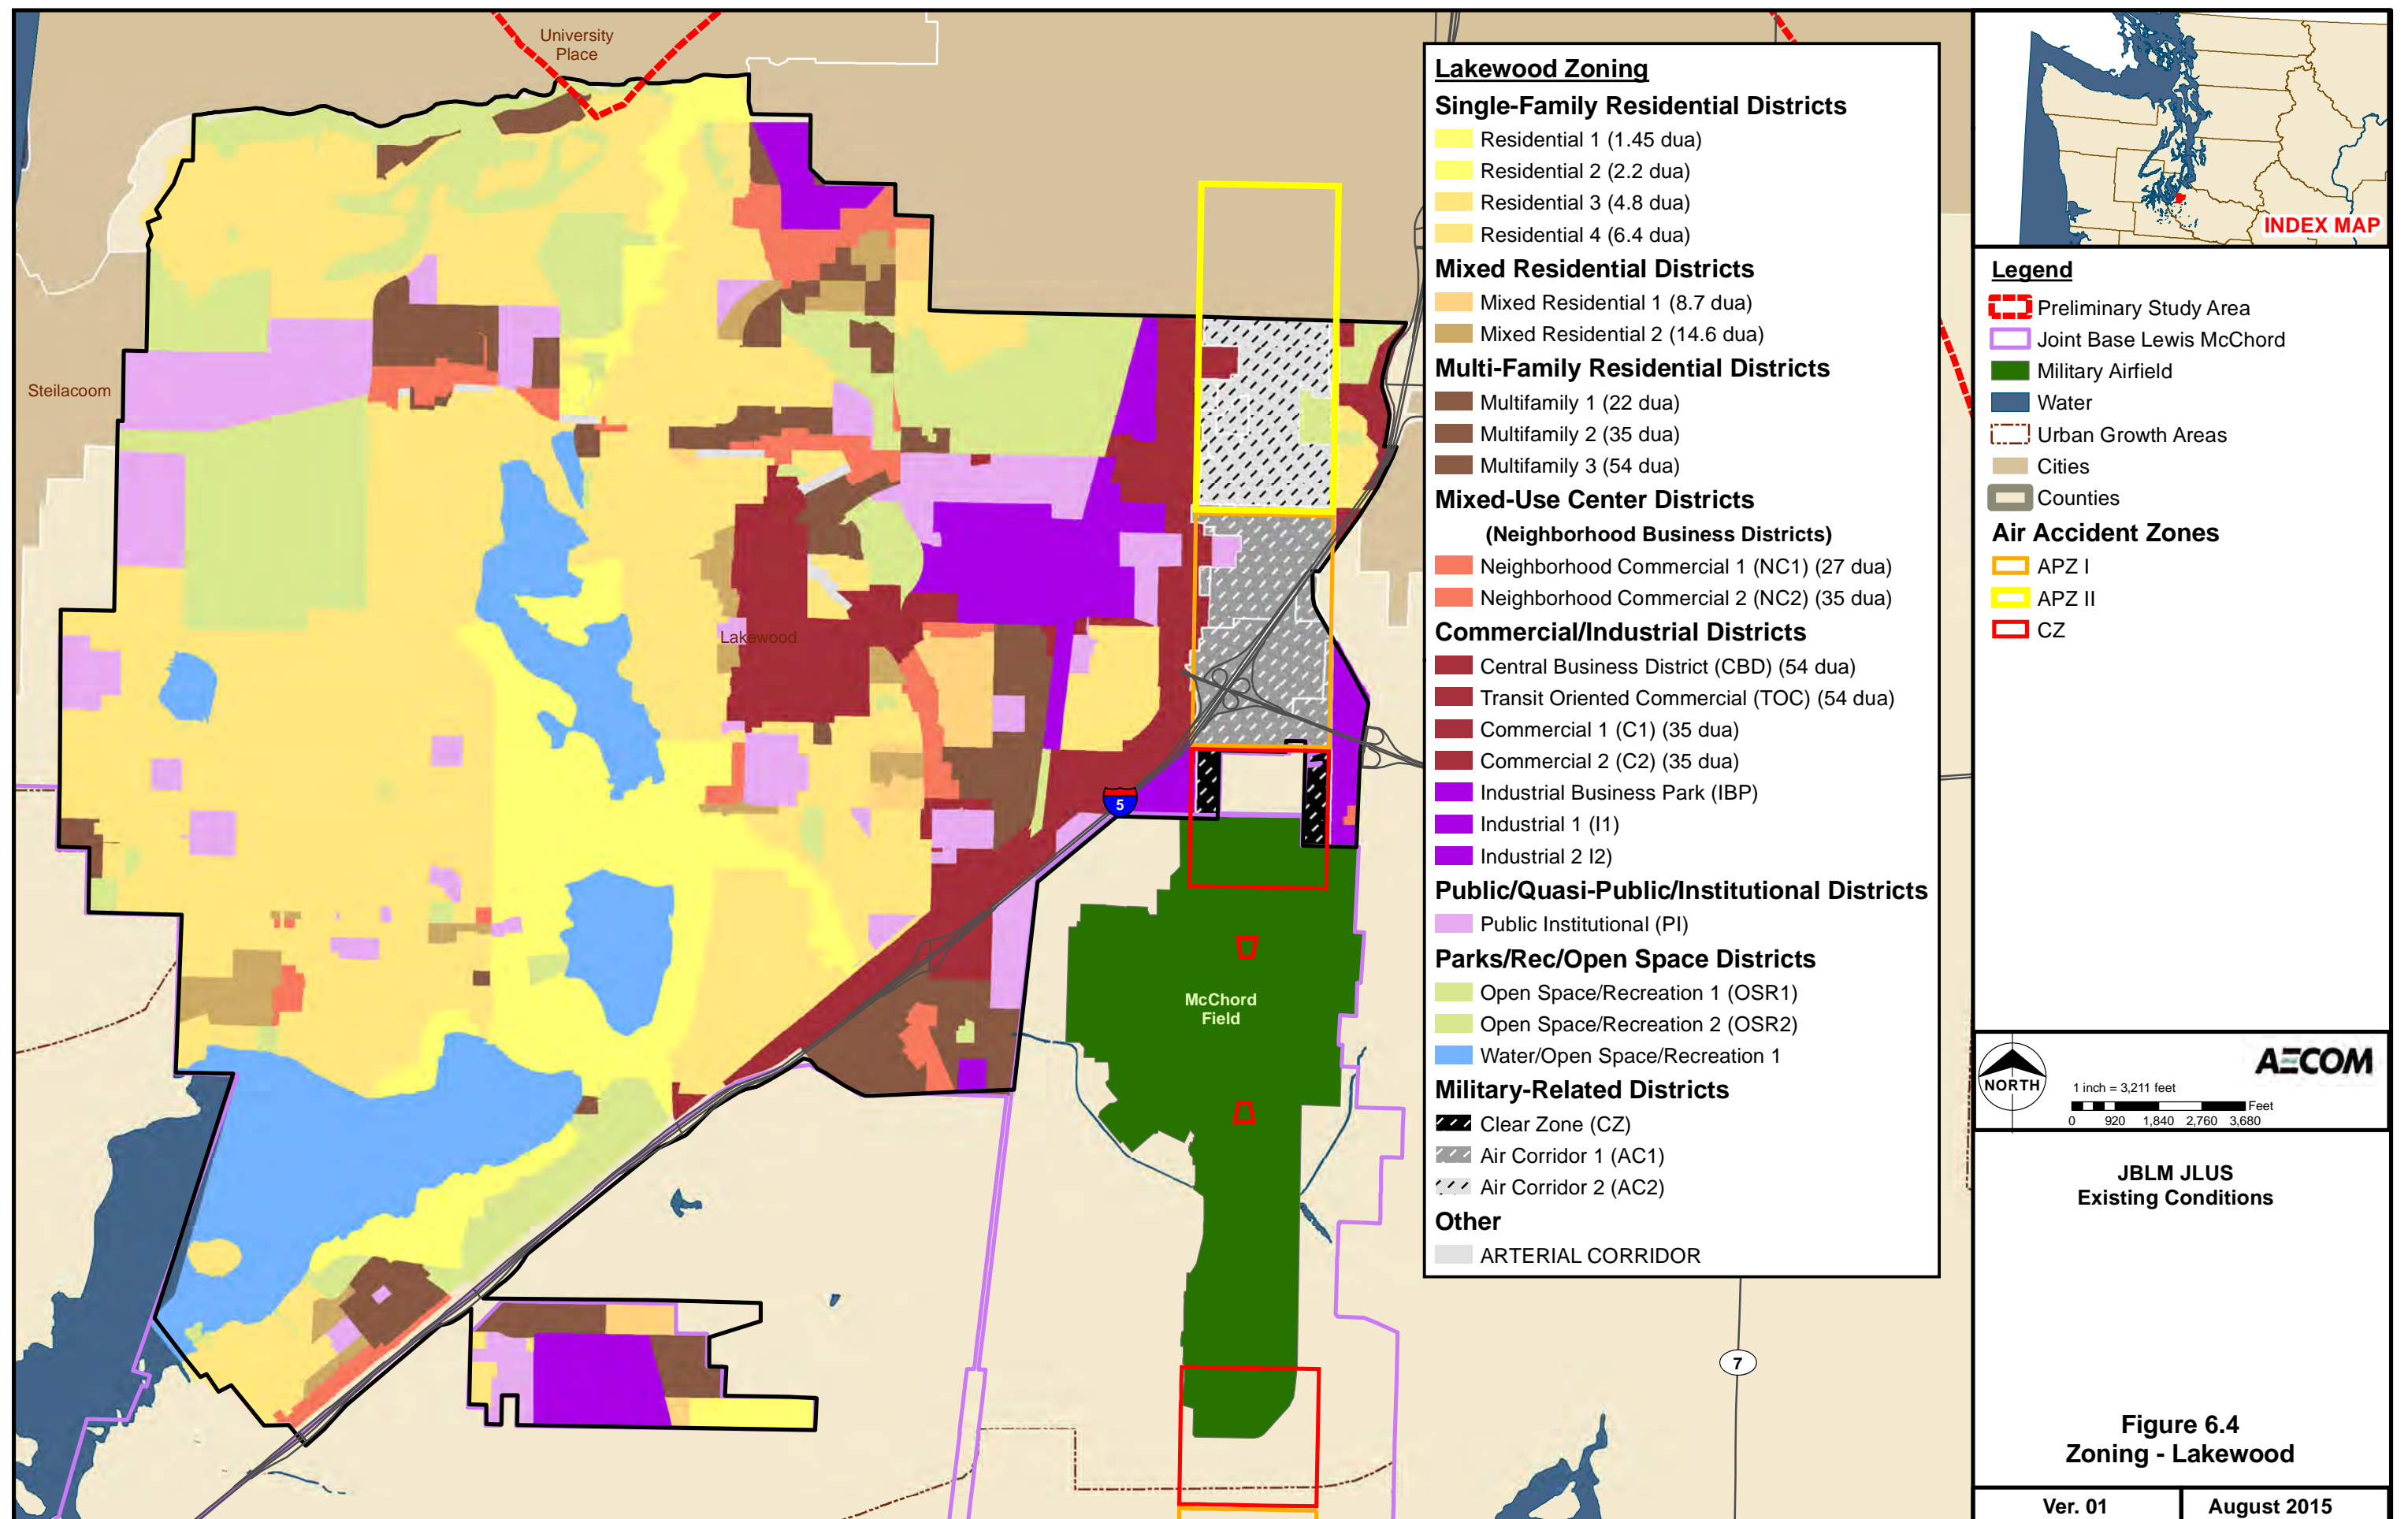 University
Place
Steilacoom
Lakewood
5
McChord
Field
7
Lakewood Zoning
Single-Family Residential Districts
Residential 1 (1.45 dua)
Residential 2 (2.2 dua)
Residential 3 (4.8 dua)
Residential 4 (6.4 dua)
Mixed Residential Districts
Mixed Residential 1 (8.7 dua)
Mixed Residential 2 (14.6 dua)
Multi-Family Residential Districts
Multifamily 1 (22 dua)
Multifamily 2 (35 dua)
Multifamily 3 (54 dua)
Mixed-Use Center Districts
(Neighborhood Business Districts)
Neighborhood Commercial 1 (NC1) (27 dua)
Neighborhood Commercial 2 (NC2) (35 dua)
Commercial/Industrial Districts
Central Business District (CBD) (54 dua)
Transit Oriented Commercial (TOC) (54 dua)
Commercial 1 (C1) (35 dua)
Commercial 2 (C2) (35 dua)
Industrial Business Park (IBP)
Industrial 1 (I1)
Industrial 2 I2)
Public/Quasi-Public/Institutional Districts
Public Institutional (PI)
Parks/Rec/Open Space Districts
Open Space/Recreation 1 (OSR1)
Open Space/Recreation 2 (OSR2)
Water/Open Space/Recreation 1
Military-Related Districts
Clear Zone (CZ)
Air Corridor 1 (AC1)
Air Corridor 2 (AC2)
Other
ARTERIAL CORRIDOR
INDEX MAP
Legend
Preliminary Study Area
Joint Base Lewis McChord
Military Airfield
Water
Urban Growth Areas
Cities
Counties
Air Accident Zones
APZ I
APZ II
CZ
NORTH
AECOM
1 inch = 3,211 feet
Feet
0 920 1,840 2,760 3,680
JBLM JLUS
Existing Conditions
Figure 6.4
Zoning - Lakewood
Ver. 01
August 2015